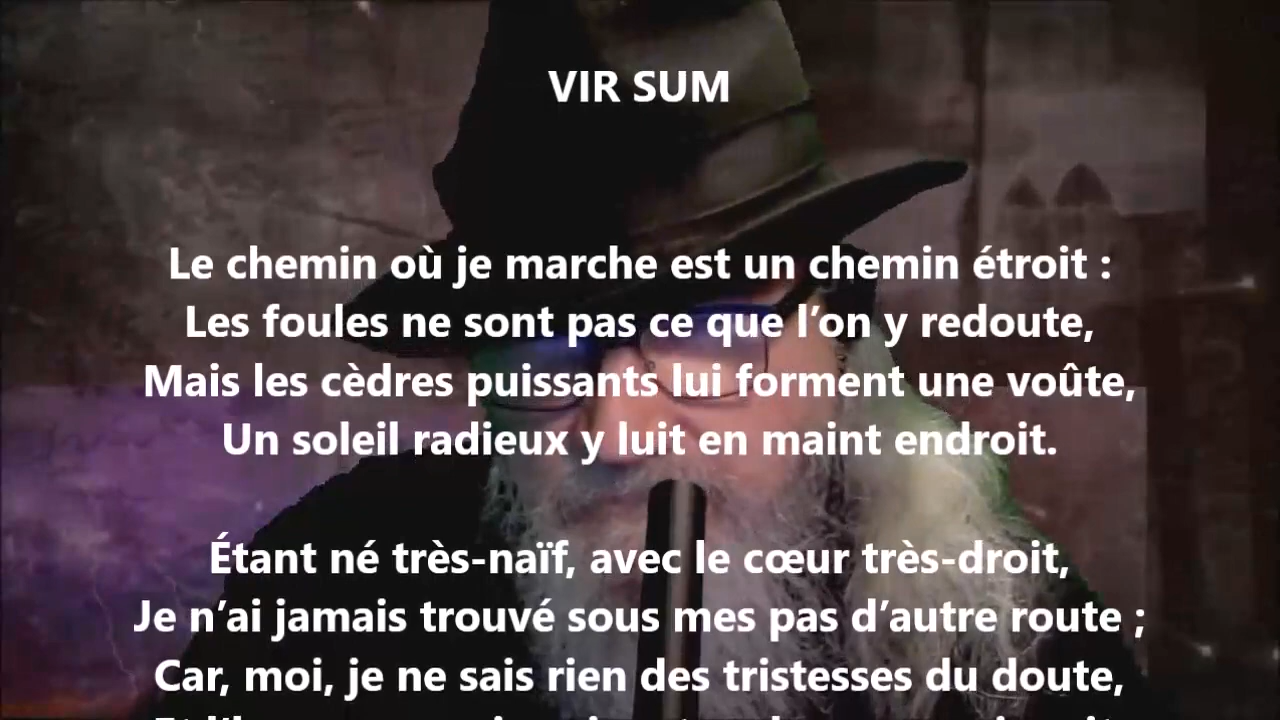 VIR SUM
Le chemin où je marche est un chemin étroit :
Les foules ne sont pas ce que l’on y redoute,
Mais les cèdres puissants lui forment une voûte,
Un soleil radieux y luit en maint endroit.
Étant né très-naïf, avec le cœur très-droit,
Je n’ai jamais trouvé sous mes pas d’autre route ;
Car, moi, je ne sais rien des tristesses du doute,